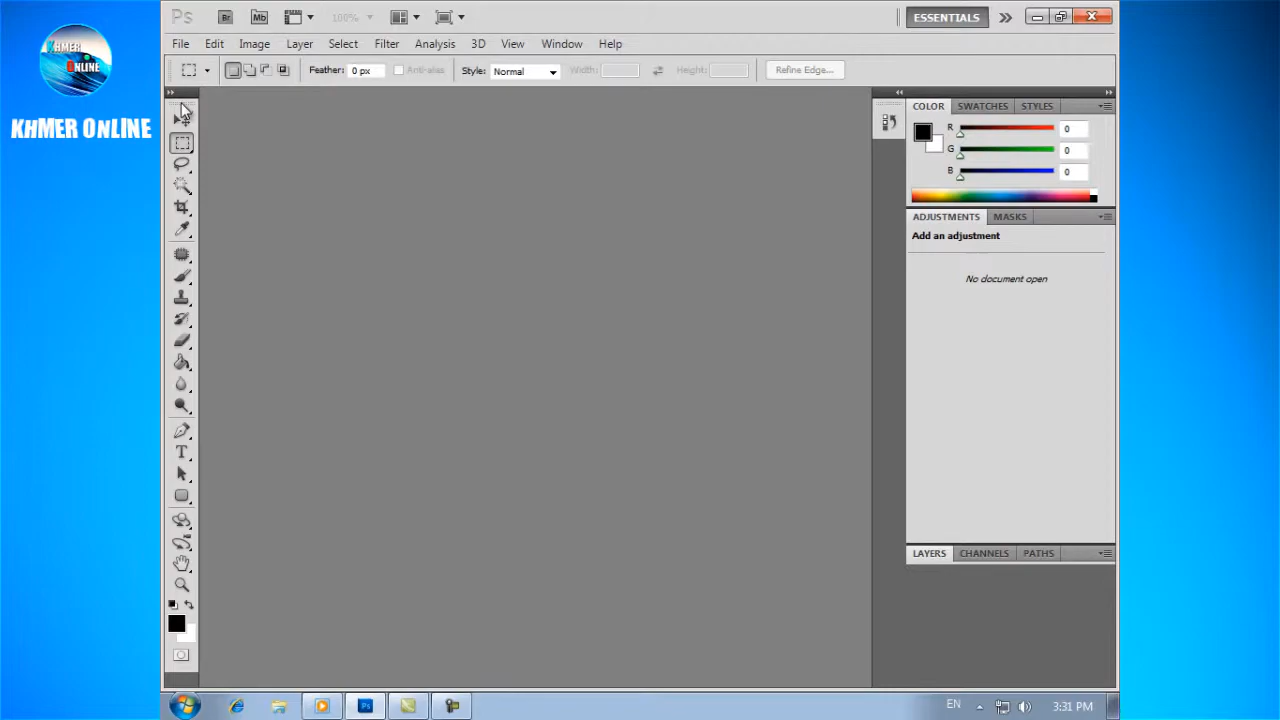 KHMER
ONLINE
KHMER ONLINE
Ps Br Mb 100% ESSENTIALS
File Edit Image Layer Select Filter Analysis 3D View Window Help
Feather: 0 px Anti-alias Style: Normal Width: Height: Refine Edge...
COLOR SWATCHES STYLES
R 0
G 0
B 0
ADJUSTMENTS MASKS
Add an adjustment
No document open
T
LAYERS CHANNELS PATHS
Ps EN 3:31 PM